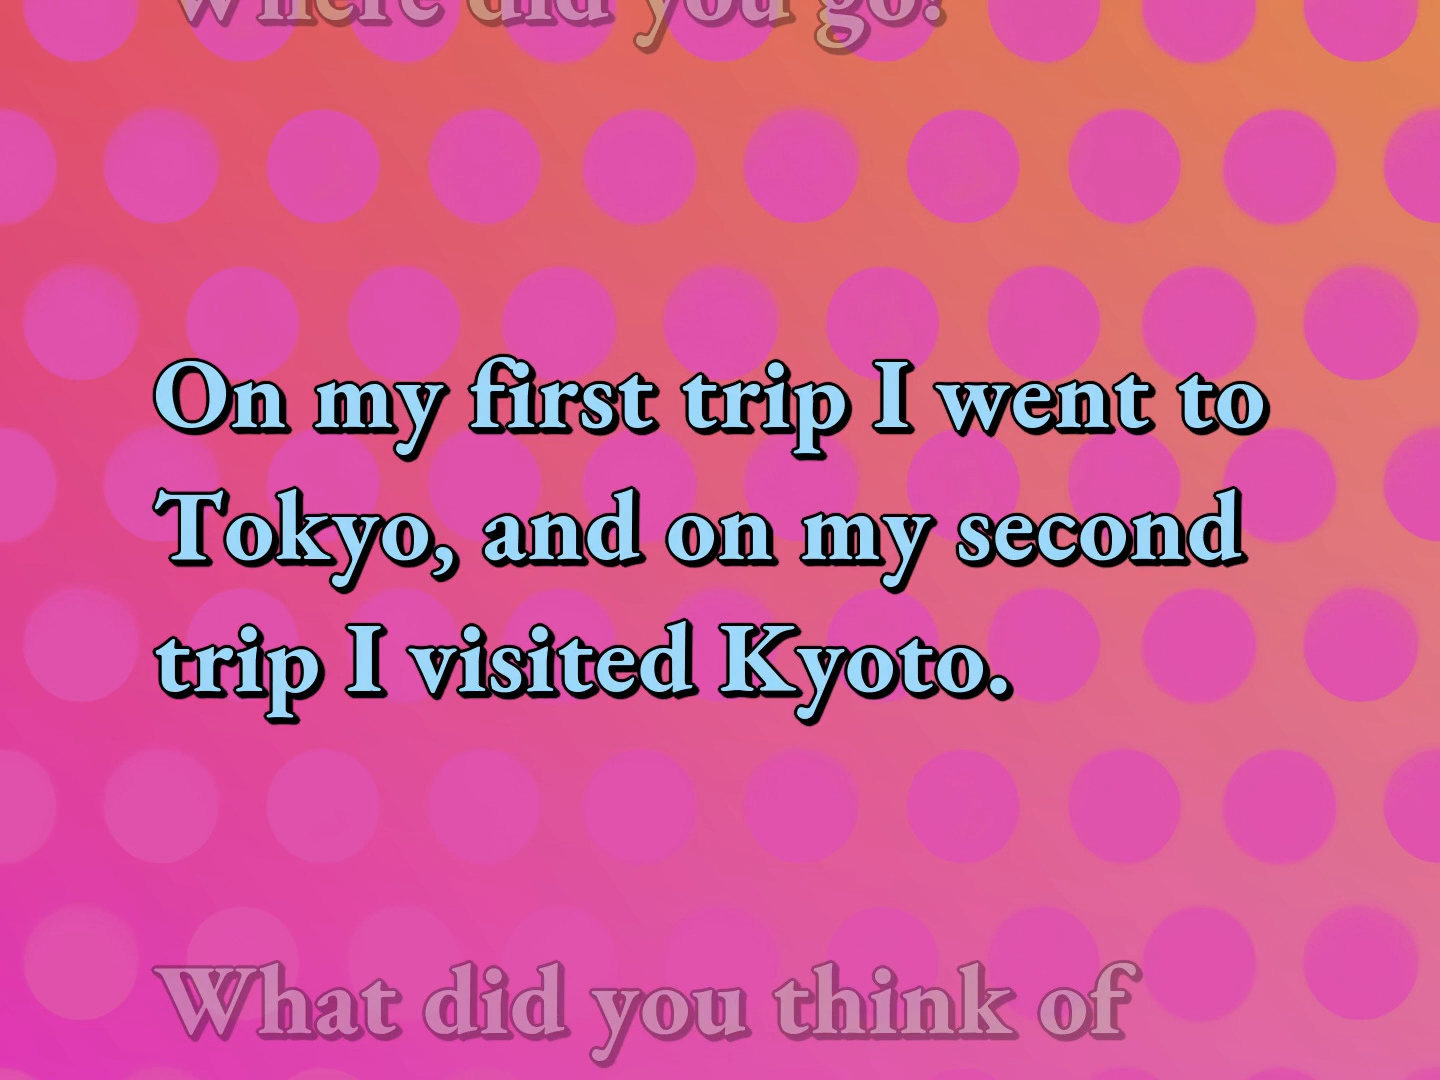 Where did you go?
On my first trip I went to
Tokyo, and on my second
trip I visited Kyoto.
What did you think of